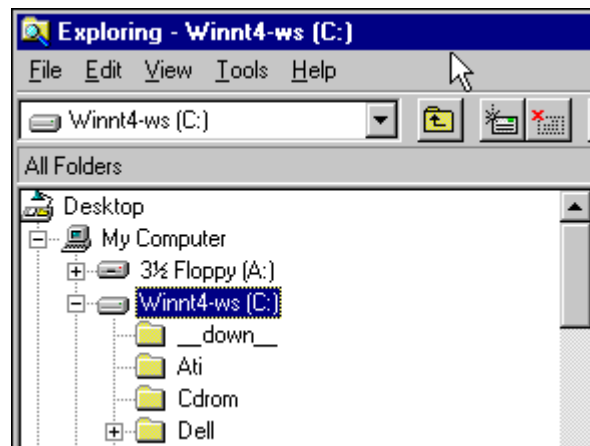 Exploring - Winnt4-ws (C:)
File Edit View Tools Help
Winnt4-ws (C:)
All Folders
Desktop
My Computer
3½ Floppy (A:)
Winnt4-ws (C:)
__down__
Ati
Cdrom
Dell